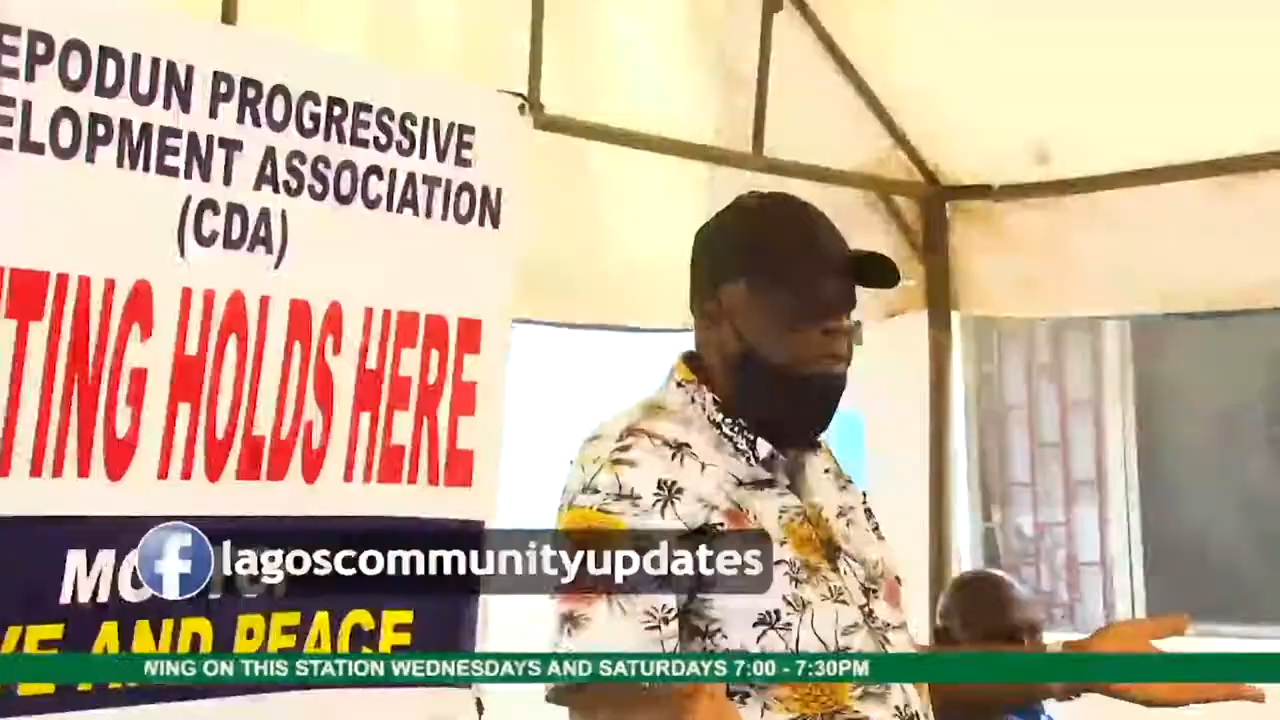 EPODUN PROGRESSIVE
ELOPMENT ASSOCIATION
(CDA)
TING HOLDS HERE
lagoscommunityupdates
AND PEACE
WING ON THIS STATION WEDNESDAYS AND SATURDAYS 7:00 - 7:30PM